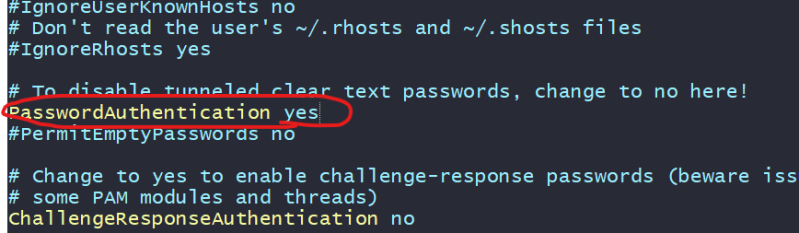 #IgnoreUserKnownHosts no
# Don't read the user's ~/.rhosts and ~/.shosts files
#IgnoreRhosts yes
# To disable tunneled clear text passwords, change to no here!
PasswordAuthentication yes
#PermitEmptyPasswords no
# Change to yes to enable challenge-response passwords (beware iss
# some PAM modules and threads)
ChallengeResponseAuthentication no